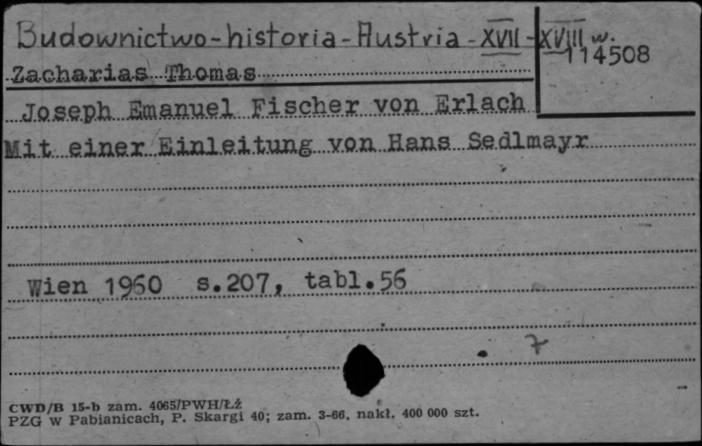 Budownictwo-historia-Austria-XVII-XVIII w.
114508
Zacharias Thomas
Joseph Emanuel Fischer von Erlach
Mit einer Einleitung von Hans Sedlmayr
Wien 1960 s.207, tabl.56
7
CWD/B 15-b zam. 4065/PWH/Łź
PZG w Pabianicach, P. Skargi 40; zam. 3-66. nakł. 400 000 szt.